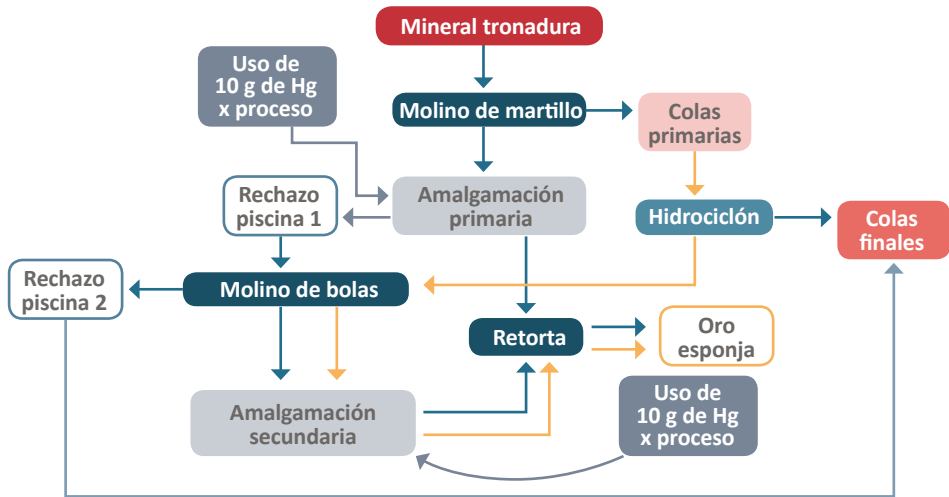 Mineral tronadura
Uso de
10 g de Hg
x proceso
Molino de martillo
Colas
primarias
Rechazo
piscina 1
Amalgamación
primaria
Hidrociclón
Colas
finales
Rechazo
piscina 2
Molino de bolas
Retorta
Oro
esponja
Amalgamación
secundaria
Uso de
10 g de Hg
x proceso